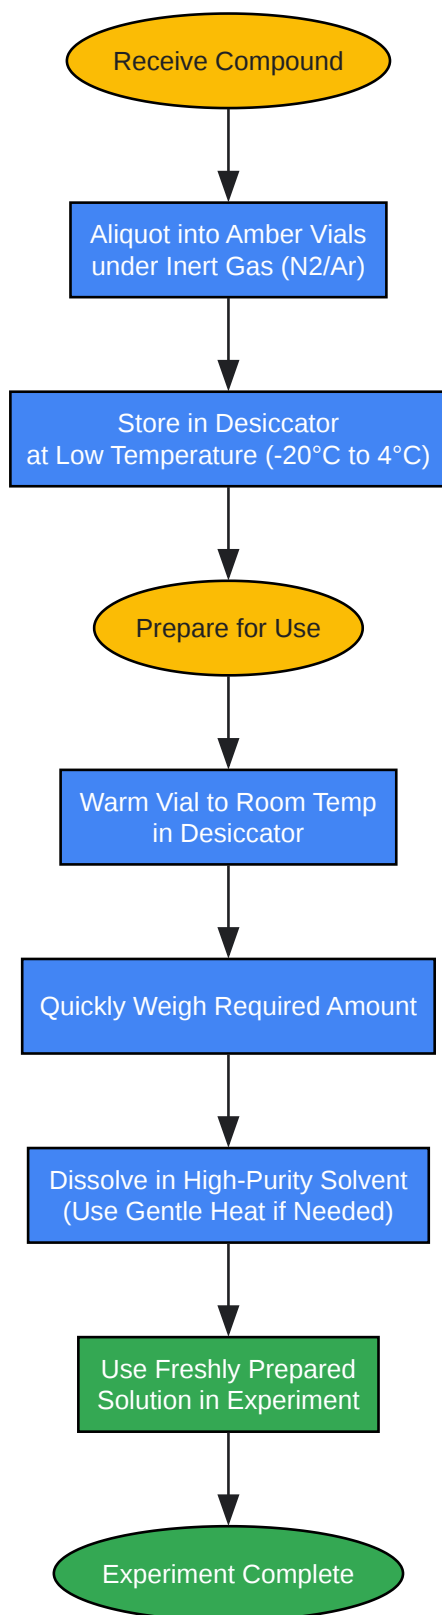 Receive Compound
Aliquot into Amber Vials
under Inert Gas (N2/Ar)
Store in Desiccator
at Low Temperature (-20°C to 4°C)
Prepare for Use
Warm Vial to Room Temp
in Desiccator
Quickly Weigh Required Amount
Dissolve in High-Purity Solvent
(Use Gentle Heat if Needed)
Use Freshly Prepared
Solution in Experiment
Experiment Complete